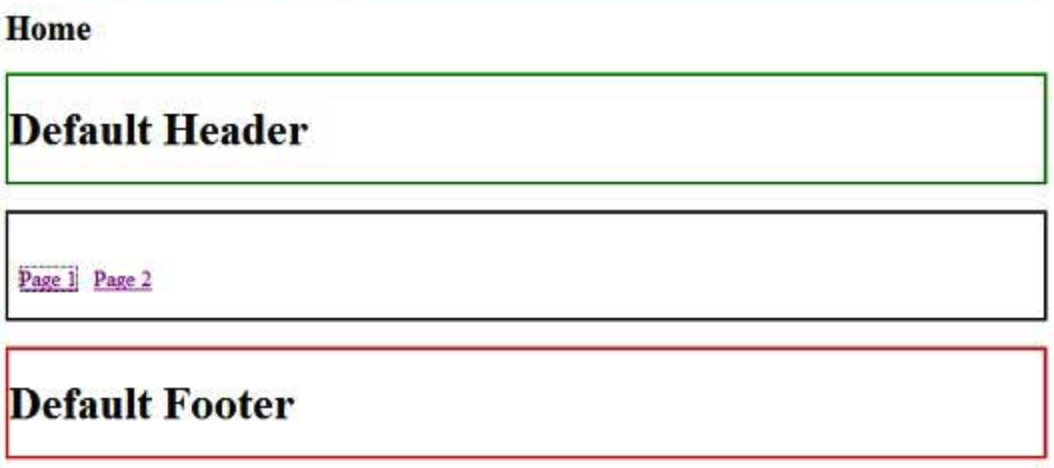 Home
Default Header
Page 1 Page 2
Default Footer